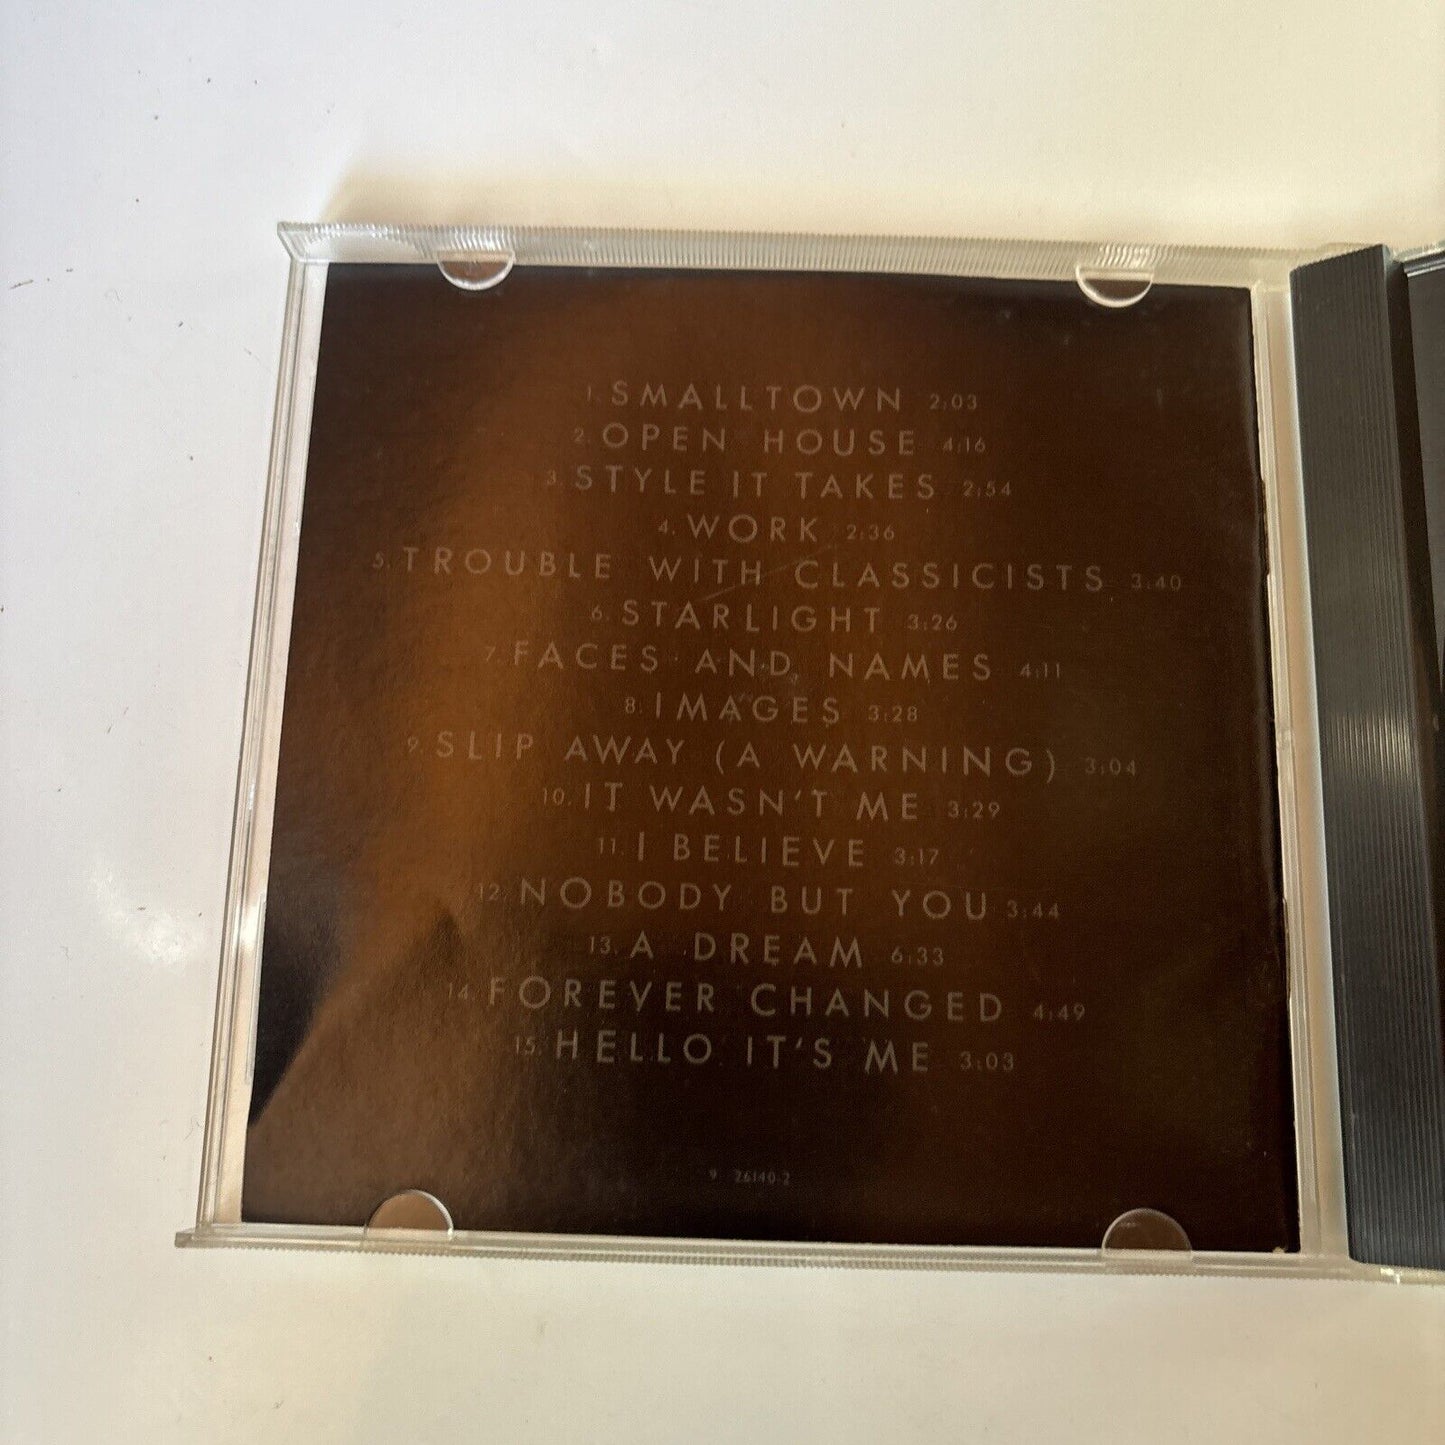 1. SMALLTOWN 2:03
2. OPEN HOUSE 4:16
3. STYLE IT TAKES 2:54
4. WORK 2:36
5. TROUBLE WITH CLASSICISTS 3:40
6. STARLIGHT 3:26
7. FACES AND NAMES 4:11
8. IMAGES 3:28
9. SLIP AWAY (A WARNING) 3:04
10. IT WASN'T ME 3:29
11. I BELIEVE 3:17
12. NOBODY BUT YOU 3:44
13. A DREAM 6:33
14. FOREVER CHANGED 4:49
15. HELLO IT'S ME 3:03
9 26140-2